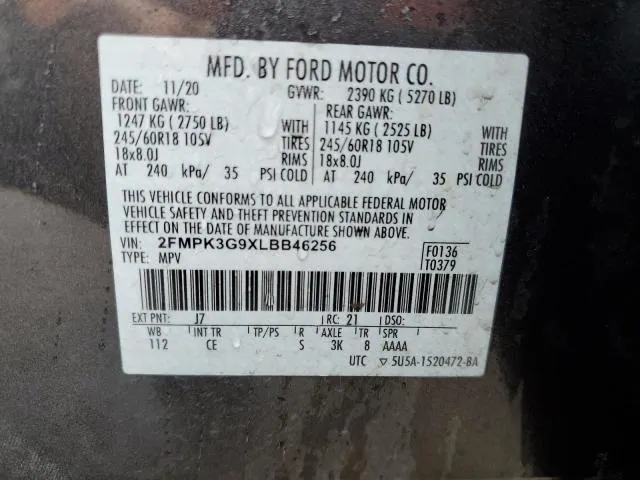 MFD. BY FORD MOTOR CO.
DATE: 11/20 GVWR: 2390 KG ( 5270 LB)
FRONT GAWR: REAR GAWR:
1247 KG ( 2750 LB) WITH 1145 KG ( 2525 LB) WITH
245/60R18 105V TIRES 245/60R18 105V TIRES
18x8.0J RIMS 18x8.0J RIMS
AT 240 kPa/ 35 PSI COLD AT 240 kPa/ 35 PSI COLD
THIS VEHICLE CONFORMS TO ALL APPLICABLE FEDERAL MOTOR
VEHICLE SAFETY AND THEFT PREVENTION STANDARDS IN
EFFECT ON THE DATE OF MANUFACTURE SHOWN ABOVE.
VIN: 2FMPK3G9XLBB46256 F0136
TYPE: MPV T0379
EXT PNT: J7 RC: 21 DSO:
WB INT TR TP/PS R AXLE TR SPR
112 CE S 3K 8 AAAA
UTC ▽ 5U5A-1520472-BA